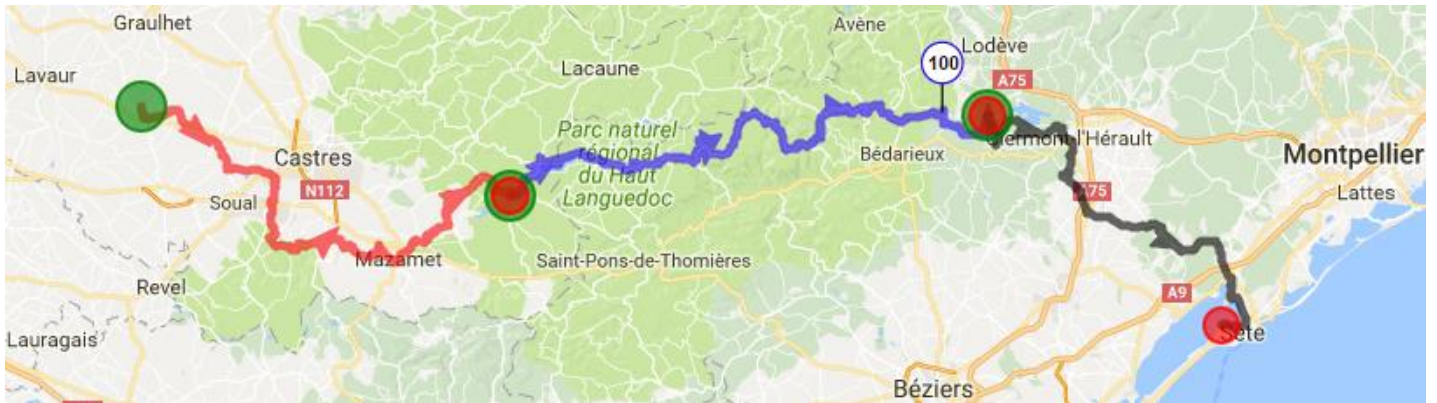 Graulhet
Avène
Lodève
Lavaur
Lacaune
100
A75
Parc naturel
régional
du Haut
Languedoc
Clermont-l'Hérault
Castres
Bédarieux
Montpellier
N112
A75
Lattes
Soual
Mazamet
Saint-Pons-de-Thomières
Revel
A9
Lauragais
Sète
Béziers